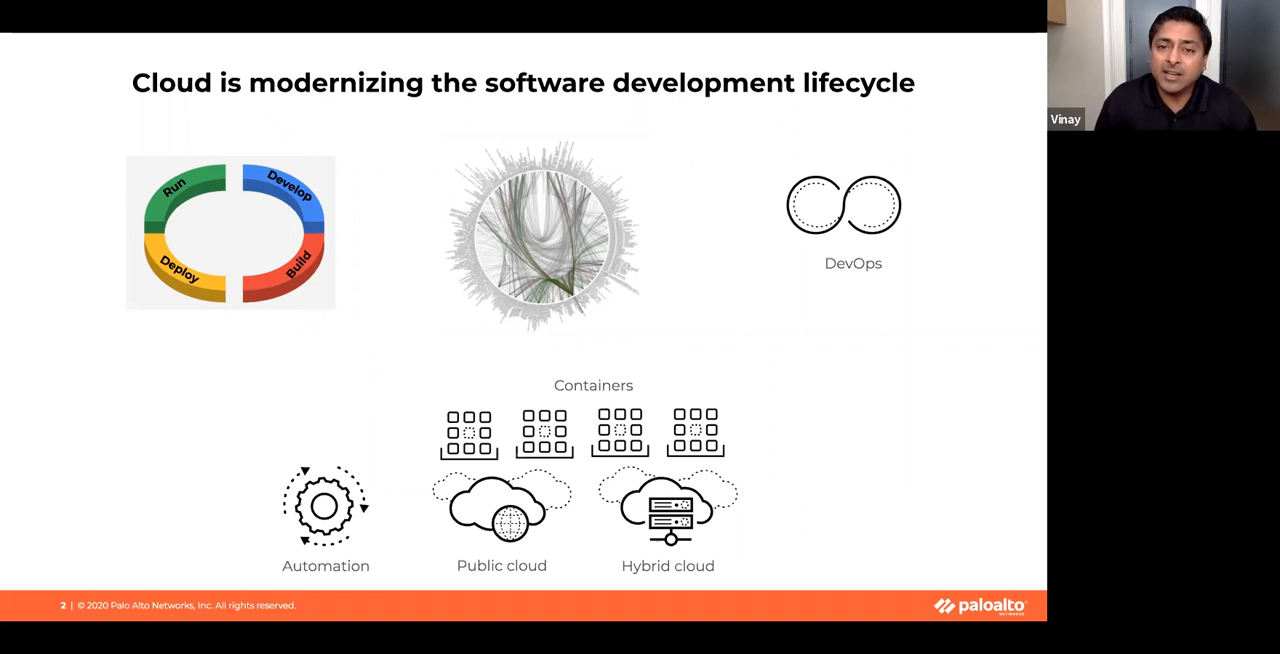 Cloud is modernizing the software development lifecycle
Vinay
Run
Develop
Deploy
Build
DevOps
Containers
Automation
Public cloud
Hybrid cloud
2 | © 2020 Palo Alto Networks, Inc. All rights reserved.
paloalto
NETWORKS